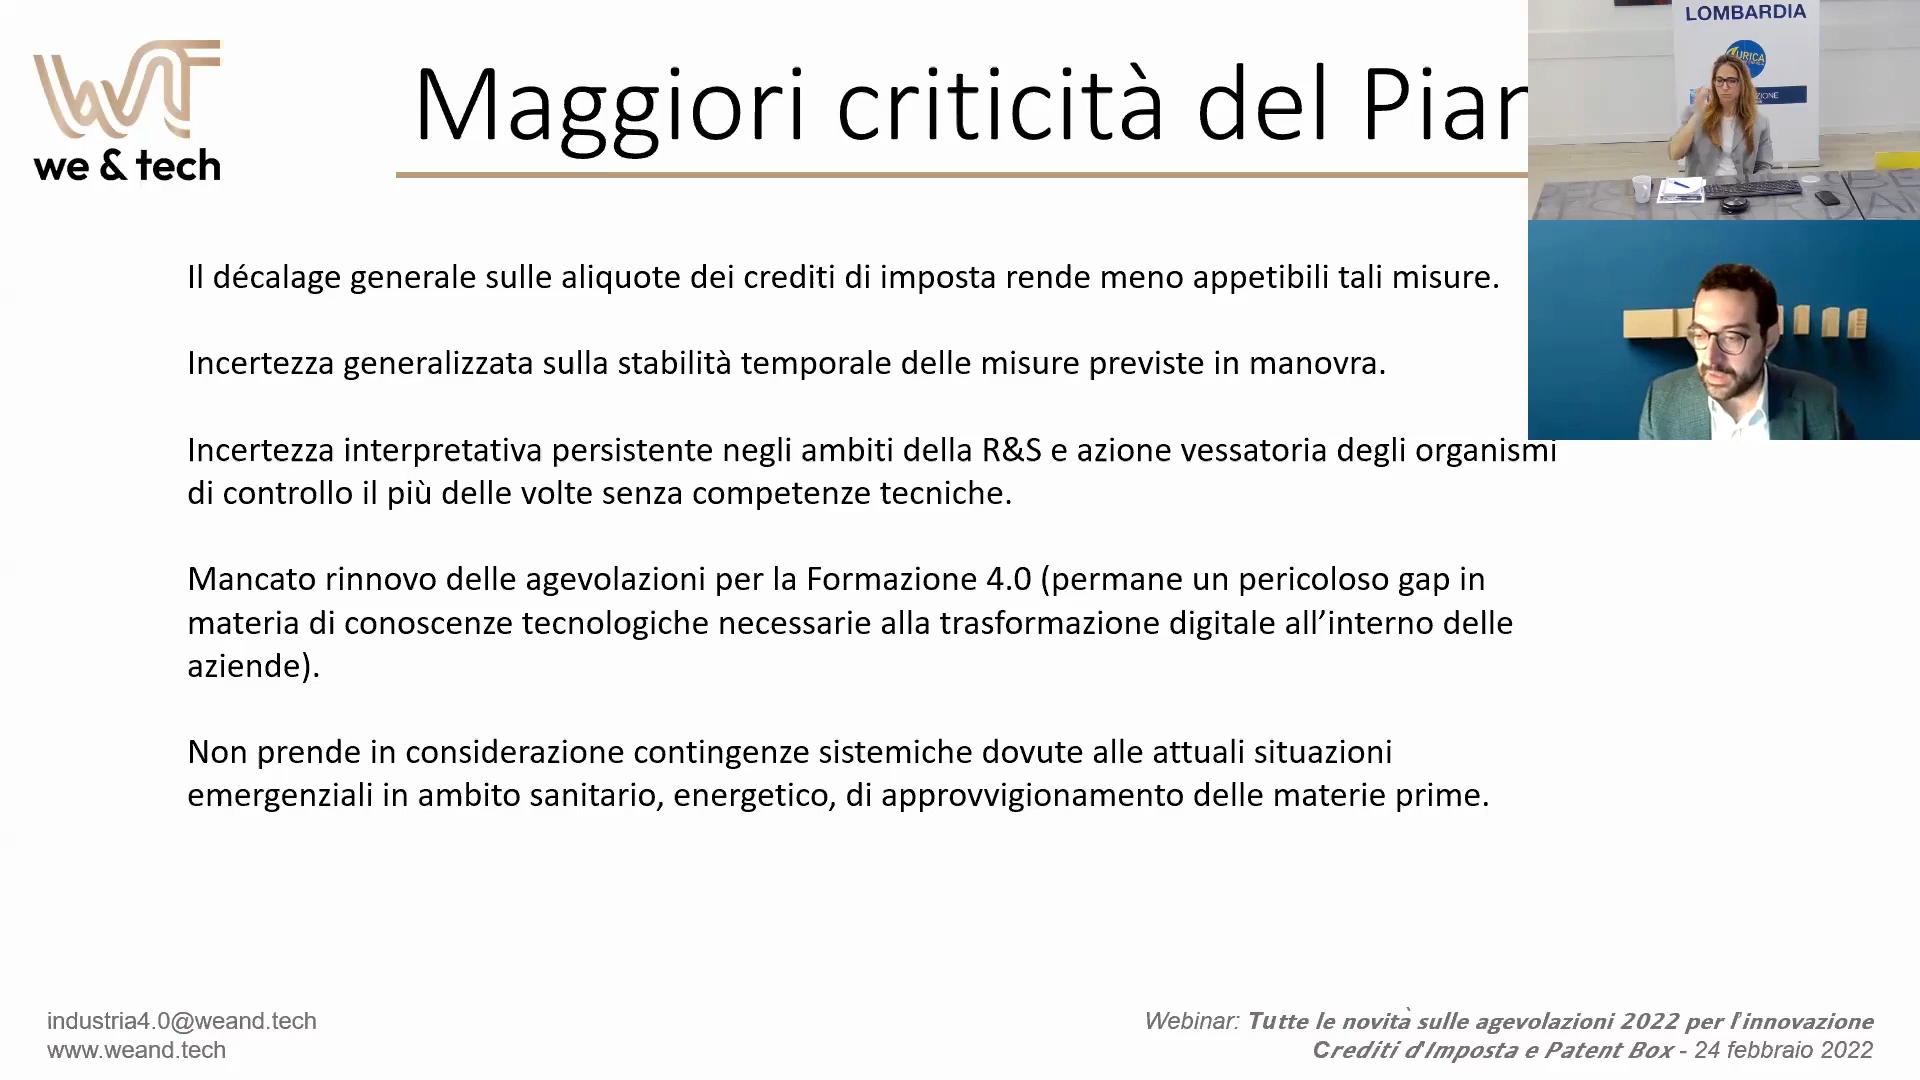 LOMBARDIA
we & tech
Maggiori criticità del Pian
Il décalage generale sulle aliquote dei crediti di imposta rende meno appetibili tali misure.
Incertezza generalizzata sulla stabilità temporale delle misure previste in manovra.
Incertezza interpretativa persistente negli ambiti della R&S e azione vessatoria degli organismi
di controllo il più delle volte senza competenze tecniche.
Mancato rinnovo delle agevolazioni per la Formazione 4.0 (permane un pericoloso gap in
materia di conoscenze tecnologiche necessarie alla trasformazione digitale all’interno delle
aziende).
Non prende in considerazione contingenze sistemiche dovute alle attuali situazioni
emergenziali in ambito sanitario, energetico, di approvvigionamento delle materie prime.
industria4.0@weand.tech
www.weand.tech
Webinar: Tutte le novità sulle agevolazioni 2022 per l'innovazione
Crediti d'Imposta e Patent Box - 24 febbraio 2022